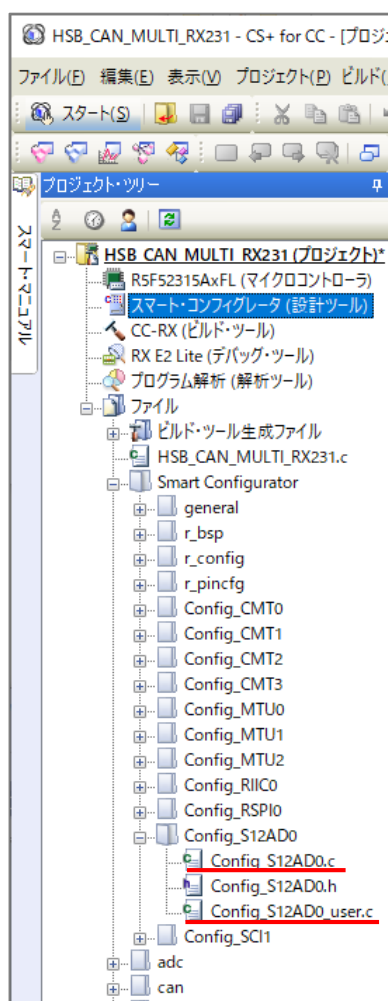 HSB_CAN_MULTI_RX231 - CS+ for CC - [プロジ
ファイル(F) 編集(E) 表示(V) プロジェクト(P) ビルド(
スタート(S)
プロジェクト・ツリー
スマート・マニュアル
HSB_CAN_MULTI_RX231 (プロジェクト)*
R5F52315AxFL (マイクロコントローラ)
スマート・コンフィグレータ (設計ツール)
CC-RX (ビルド・ツール)
RX E2 Lite (デバッグ・ツール)
プログラム解析 (解析ツール)
ファイル
ビルド・ツール生成ファイル
HSB_CAN_MULTI_RX231.c
Smart Configurator
general
r_bsp
r_config
r_pincfg
Config_CMT0
Config_CMT1
Config_CMT2
Config_CMT3
Config_MTU0
Config_MTU1
Config_MTU2
Config_RIIC0
Config_RSPI0
Config_S12AD0
Config_S12AD0.c
Config_S12AD0.h
Config_S12AD0_user.c
Config_SCI1
adc
can